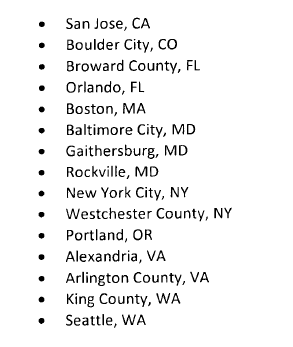 • San Jose, CA
• Boulder City, CO
• Broward County, FL
• Orlando, FL
• Boston, MA
• Baltimore City, MD
• Gaithersburg, MD
• Rockville, MD
• New York City, NY
• Westchester County, NY
• Portland, OR
• Alexandria, VA
• Arlington County, VA
• King County, WA
• Seattle, WA